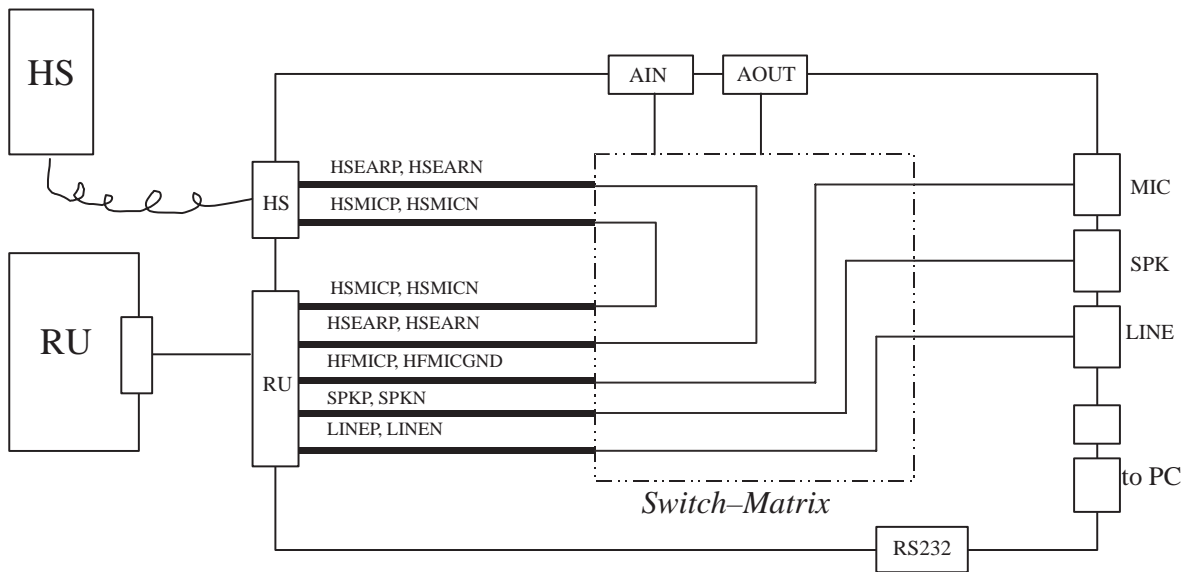 HS
AIN
AOUT
HSEARP, HSEARN
HS
HSMICP, HSMICN
MIC
SPK
HSMICP, HSMICN
HSEARP, HSEARN
LINE
RU
HFMICP, HFMICGND
RU
SPKP, SPKN
LINEP, LINEN
to PC
Switch–Matrix
RS232